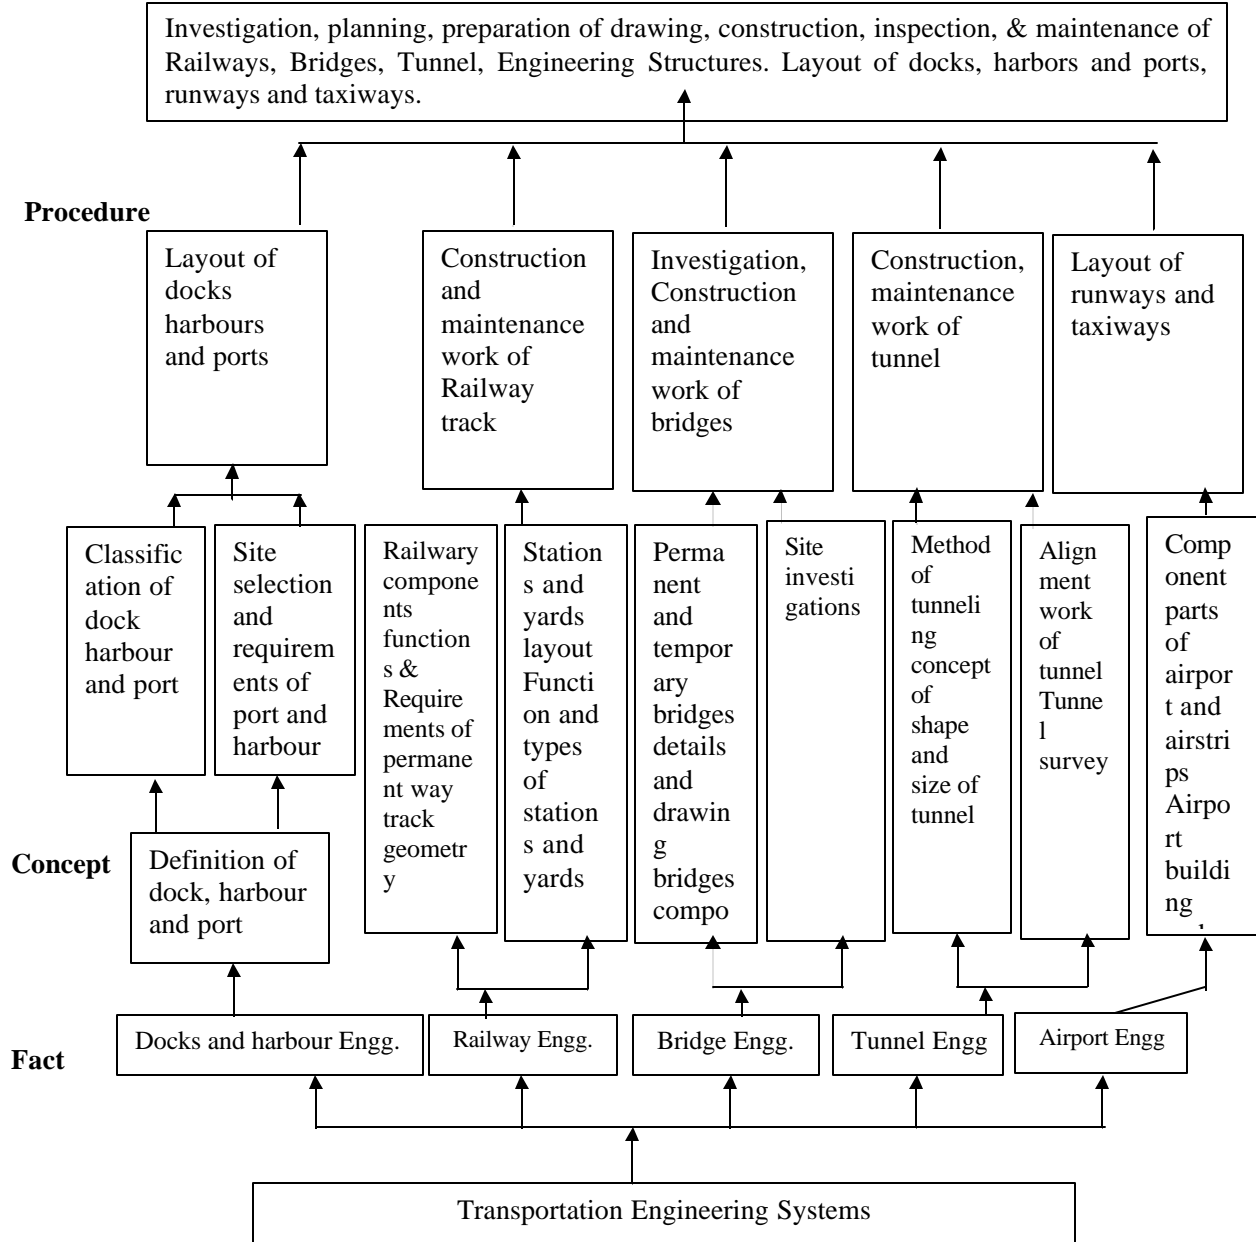 Investigation, planning, preparation of drawing, construction, inspection, & maintenance of
Railways, Bridges, Tunnel, Engineering Structures. Layout of docks, harbors and ports,
runways and taxiways.
Procedure
Layout of
docks
harbours
and ports
Construction
and
maintenance
work of
Railway
track
Investigation,
Construction
and
maintenance
work of
bridges
Construction,
maintenance
work of
tunnel
Layout of
runways and
taxiways
Classific
ation of
dock
harbour
and port
Site
selection
and
requirem
ents of
port and
harbour
Railwary
compone
nts
function
s &
Require
ments of
permane
nt way
track
geometr
y
Station
s and
yards
layout
Functi
on and
types
of
station
s and
yards
Perma
nent
and
tempor
ary
bridges
details
and
drawin
g
bridges
compo
Site
investi
gations
Method
of
tunneli
ng
concept
of
shape
and
size of
tunnel
Align
ment
work
of
tunnel
Tunne
l
survey
Comp
onent
parts
of
airpor
t and
airstri
ps
Airpo
rt
buildi
ng
Concept
Definition of
dock, harbour
and port
Fact
Docks and harbour Engg.
Railway Engg.
Bridge Engg.
Tunnel Engg
Airport Engg
Transportation Engineering Systems